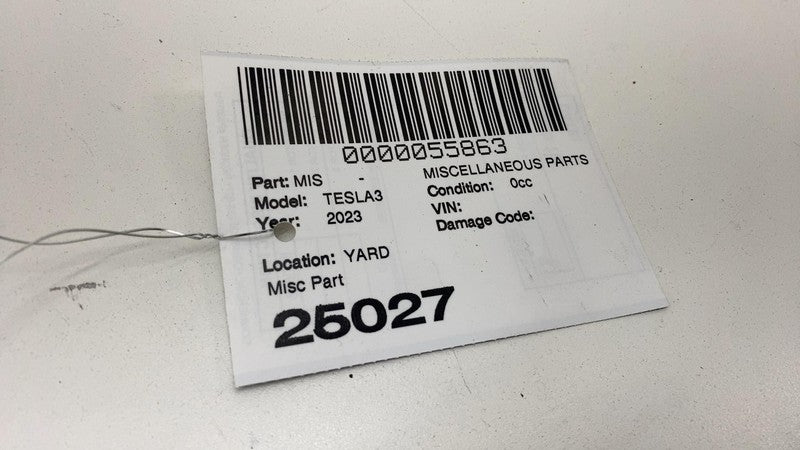 0000055863
Part: MIS - MISCELLANEOUS PARTS
Model: TESLA3 Condition: 0cc
Year: 2023 VIN:
Damage Code:
Location: YARD
Misc Part
25027